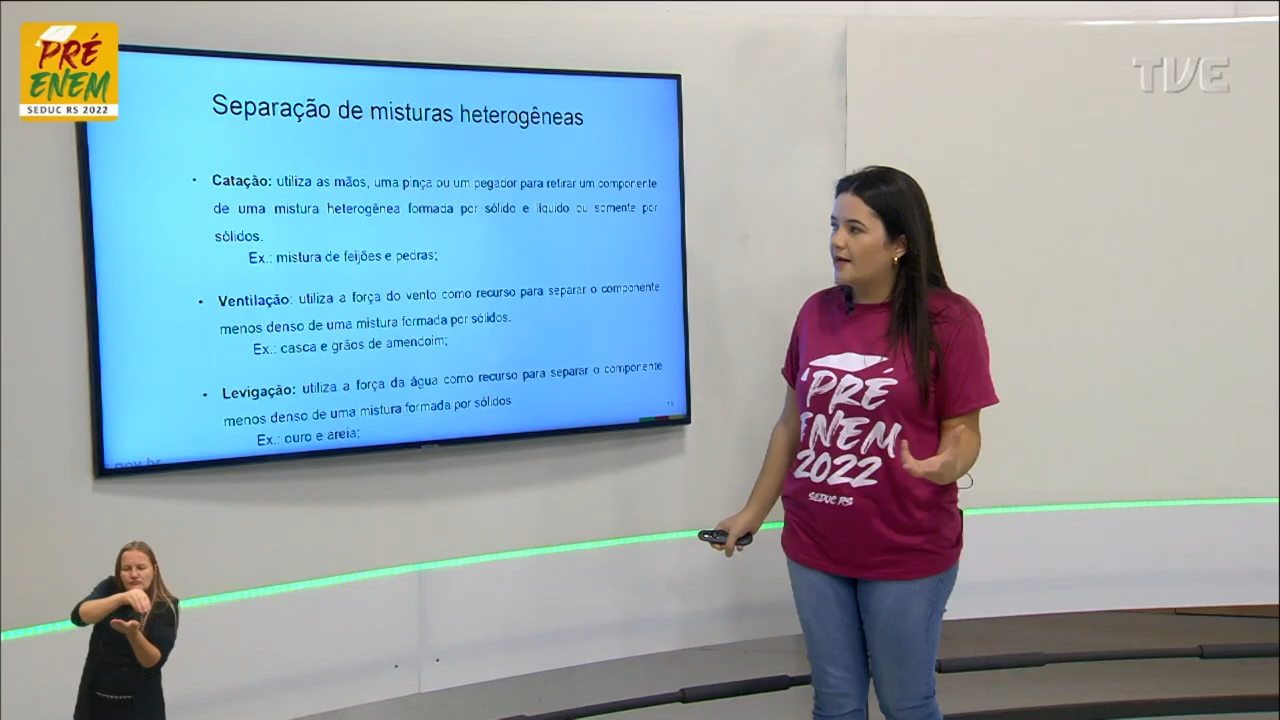 PRÉ
ENEM
SEDUC RS 2022
TVE
Separação de misturas heterogêneas
• Catação: utiliza as mãos, uma pinça ou um pegador para retirar um componente
de uma mistura heterogênea formada por sólido e líquido ou somente por
sólidos.
Ex.: mistura de feijões e pedras;
• Ventilação: utiliza a força do vento como recurso para separar o componente
menos denso de uma mistura formada por sólidos.
Ex.: casca e grãos de amendoim;
• Levigação: utiliza a força da água como recurso para separar o componente
menos denso de uma mistura formada por sólidos
Ex.: ouro e areia;
gov.br
PRÉ
ENEM
2022
SEDUC RS